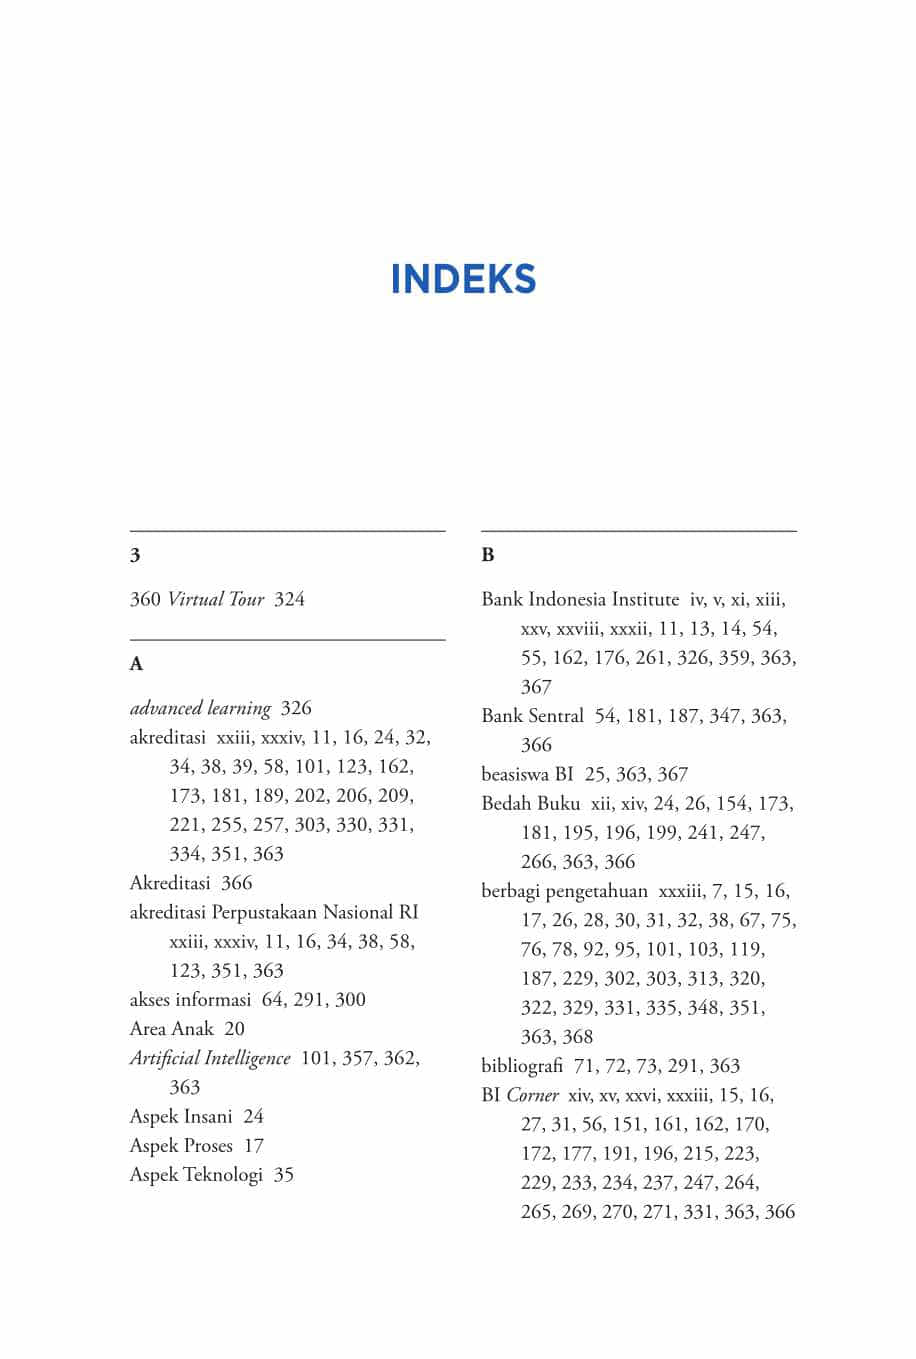 INDEKS
3
360 Virtual Tour 324
A
advanced learning 326
akreditasi xxiii, xxxiv, 11, 16, 24, 32,
34, 38, 39, 58, 101, 123, 162,
173, 181, 189, 202, 206, 209,
221, 255, 257, 303, 330, 331,
334, 351, 363
Akreditasi 366
akreditasi Perpustakaan Nasional RI
xxiii, xxxiv, 11, 16, 34, 38, 58,
123, 351, 363
akses informasi 64, 291, 300
Area Anak 20
Artificial Intelligence 101, 357, 362,
363
Aspek Insani 24
Aspek Proses 17
Aspek Teknologi 35
B
Bank Indonesia Institute iv, v, xi, xiii,
xxv, xxviii, xxxii, 11, 13, 14, 54,
55, 162, 176, 261, 326, 359, 363,
367
Bank Sentral 54, 181, 187, 347, 363,
366
beasiswa BI 25, 363, 367
Bedah Buku xii, xiv, 24, 26, 154, 173,
181, 195, 196, 199, 241, 247,
266, 363, 366
berbagi pengetahuan xxxiii, 7, 15, 16,
17, 26, 28, 30, 31, 32, 38, 67, 75,
76, 78, 92, 95, 101, 103, 119,
187, 229, 302, 303, 313, 320,
322, 329, 331, 335, 348, 351,
363, 368
bibliografi 71, 72, 73, 291, 363
BI Corner xiv, xv, xxvi, xxxiii, 15, 16,
27, 31, 56, 151, 161, 162, 170,
172, 177, 191, 196, 215, 223,
229, 233, 234, 237, 247, 264,
265, 269, 270, 271, 331, 363, 366